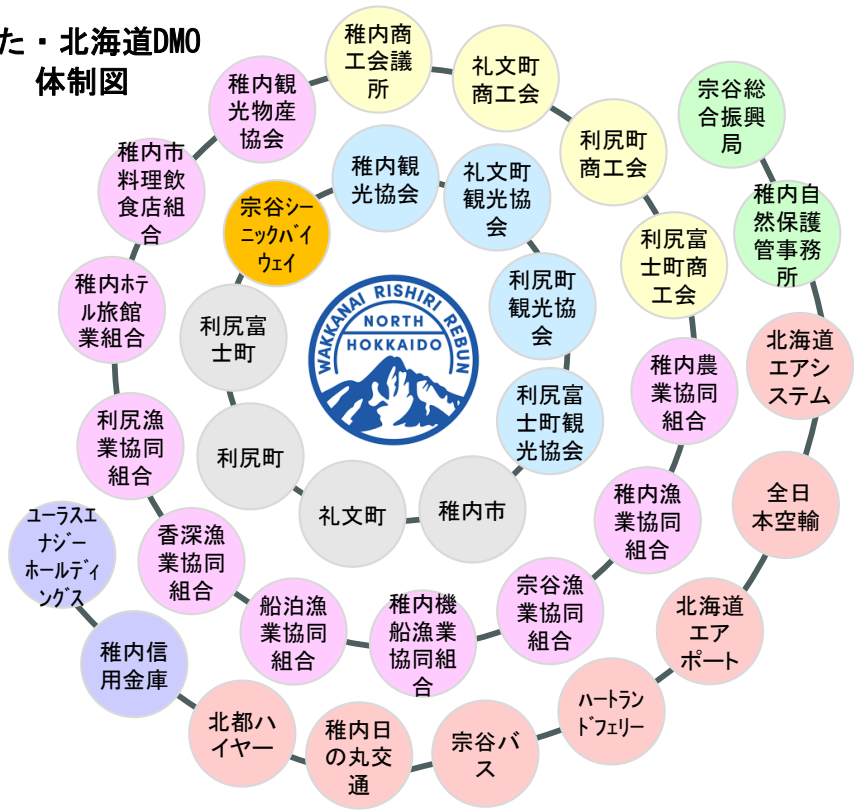 た・北海道DMO
体制図
稚内商
工会議
所
礼文町
商工会
利尻町
商工会
利尻富
士町商
工会
稚内農
業協同
組合
稚内漁
業協同
組合
宗谷漁
業協同
組合
稚内機
船漁業
協同組
合
船泊漁
業協同
組合
香深漁
業協同
組合
利尻漁
業協同
組合
稚内ホテ
ル旅館
業組合
稚内市
料理飲
食店組
合
稚内観
光物産
協会
宗谷総
合振興
局
稚内自
然保護
管事務
所
北海道
エアシ
ステム
全日
本空輸
北海道
エア
ポート
ハートラン
ドフェリー
宗谷バ
ス
稚内日
の丸交
通
北都ハ
イヤー
稚内信
用金庫
ユーラスエ
ナジー
ホールディ
ングス
宗谷シー
ニックバイ
ウェイ
稚内観
光協会
礼文町
観光協
会
利尻町
観光協
会
利尻富
士町観
光協会
稚内市
礼文町
利尻町
利尻富
士町
WAKKANAI RISHIRI REBUN
NORTH
HOKKAIDO